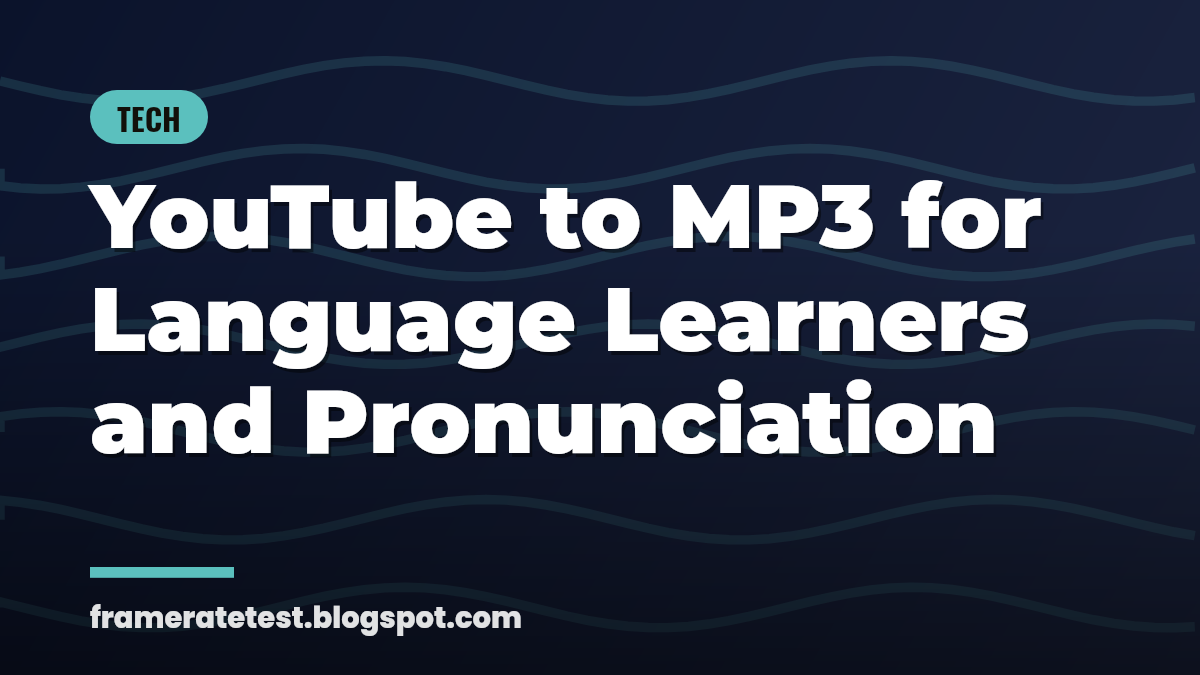 TECH
YouTube to MP3 for
Language Learners
and Pronunciation
frameratetest.blogspot.com